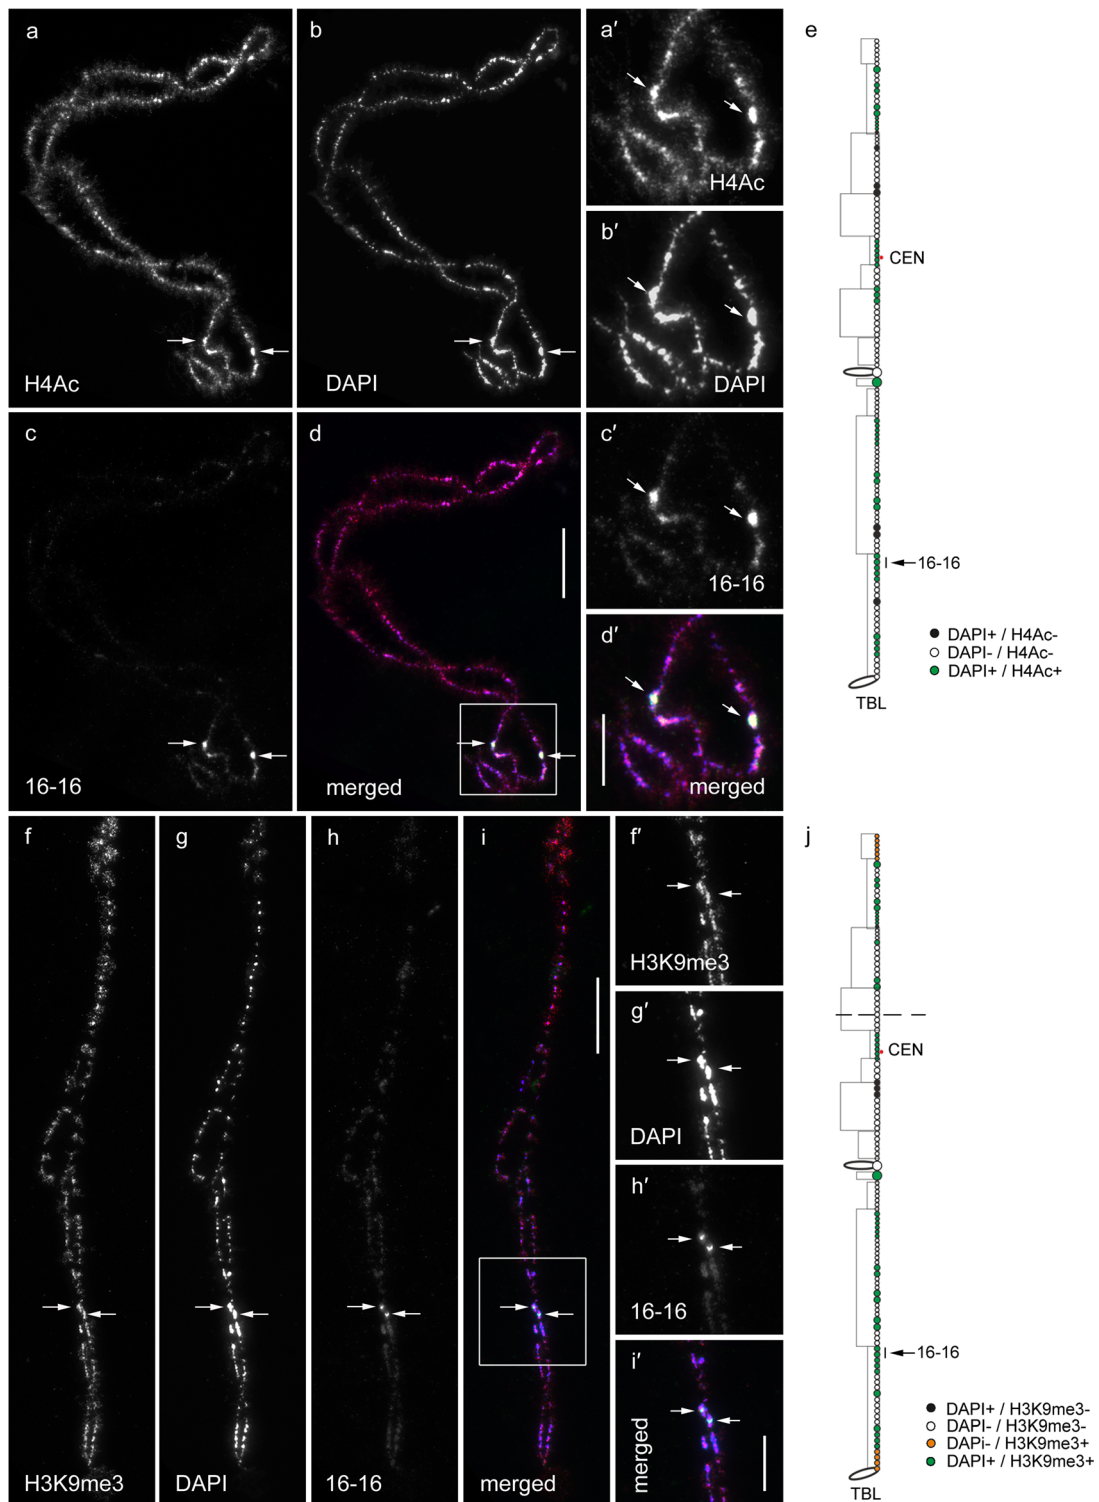 a
b
a′
e
H4Ac
CEN
b′
H4Ac
DAPI
DAPI
c
d
c′
16-16
16-16
d′
DAPI+ / H4Ac-
DAPI- / H4Ac-
DAPI+ / H4Ac+
TBL
16-16
merged
merged
f
g
h
i
f′
j
H3K9me3
g′
CEN
DAPI
h′
16-16
i′
16-16
merged
DAPI+ / H3K9me3-
DAPI- / H3K9me3-
DAPi- / H3K9me3+
DAPI+ / H3K9me3+
H3K9me3
DAPI
16-16
merged
TBL